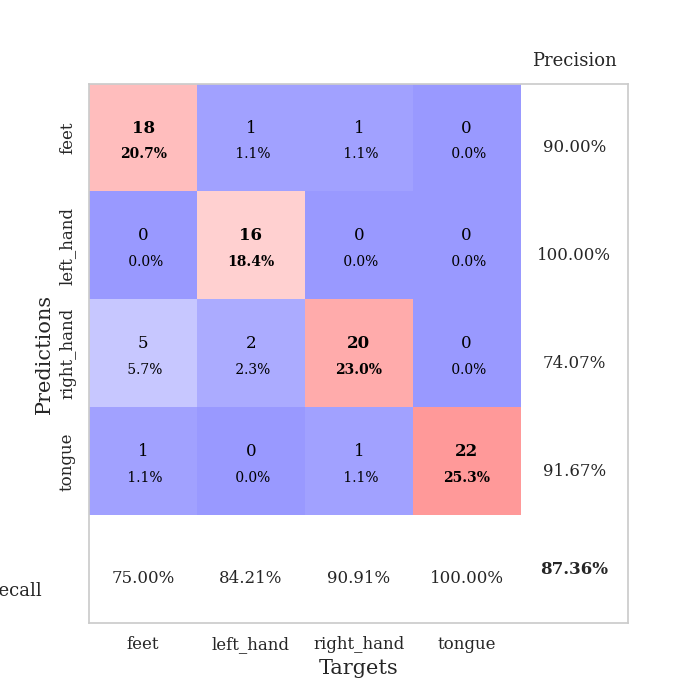 Precision
feet 18 1 1 0 90.00%
20.7% 1.1% 1.1% 0.0%
left_hand 0 16 0 0 100.00%
0.0% 18.4% 0.0% 0.0%
Predictions
right_hand 5 2 20 0 74.07%
5.7% 2.3% 23.0% 0.0%
tongue 1 0 1 22 91.67%
1.1% 0.0% 1.1% 25.3%
ecall 75.00% 84.21% 90.91% 100.00% 87.36%
feet left_hand right_hand tongue
Targets